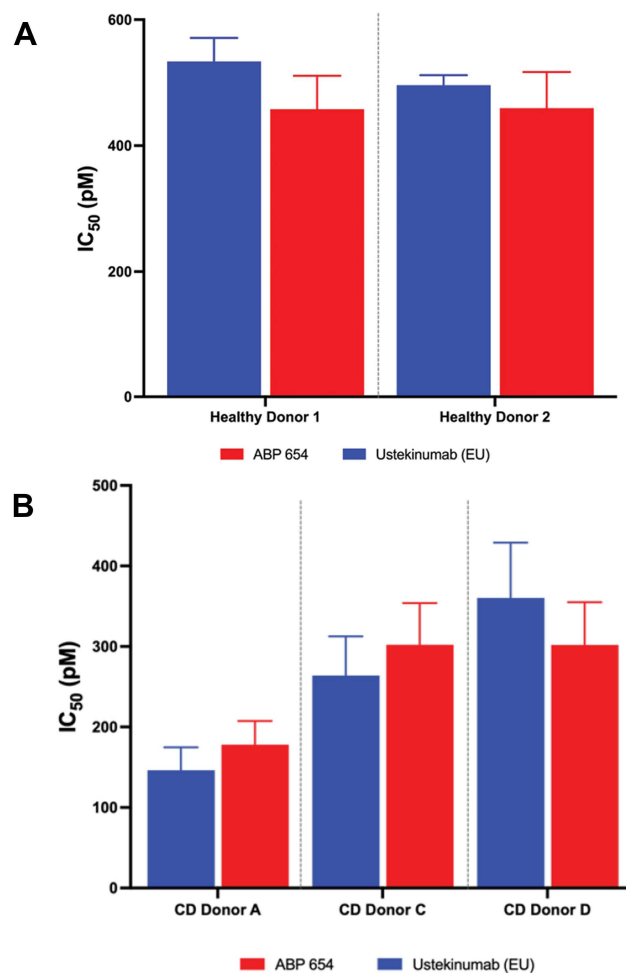 A
IC50 (pM)
600
400
200
0
Healthy Donor 1 Healthy Donor 2
ABP 654 Ustekinumab (EU)
B
IC50 (pM)
500
400
300
200
100
0
CD Donor A CD Donor C CD Donor D
ABP 654 Ustekinumab (EU)